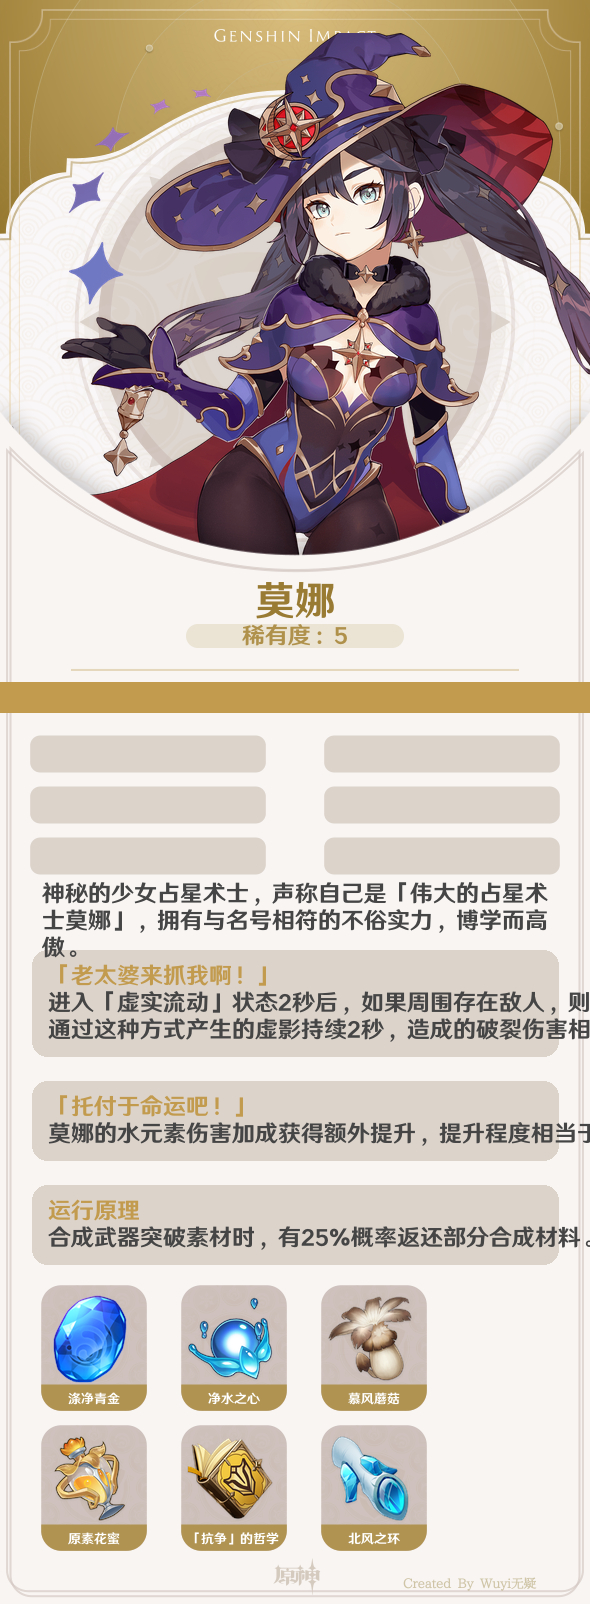 GENSHIN IMPACT
莫娜
稀有度：5
神秘的少女占星术士，声称自己是「伟大的占星术
士莫娜」，拥有与名号相符的不俗实力，博学而高
傲。
「老太婆来抓我啊！」
进入「虚实流动」状态2秒后，如果周围存在敌人，则
通过这种方式产生的虚影持续2秒，造成的破裂伤害相
「托付于命运吧！」
莫娜的水元素伤害加成获得额外提升，提升程度相当于
运行原理
合成武器突破素材时，有25%概率返还部分合成材料。
涤净青金
净水之心
慕风蘑菇
原素花蜜
「抗争」的哲学
北风之环
原神
Created By Wuyi无疑